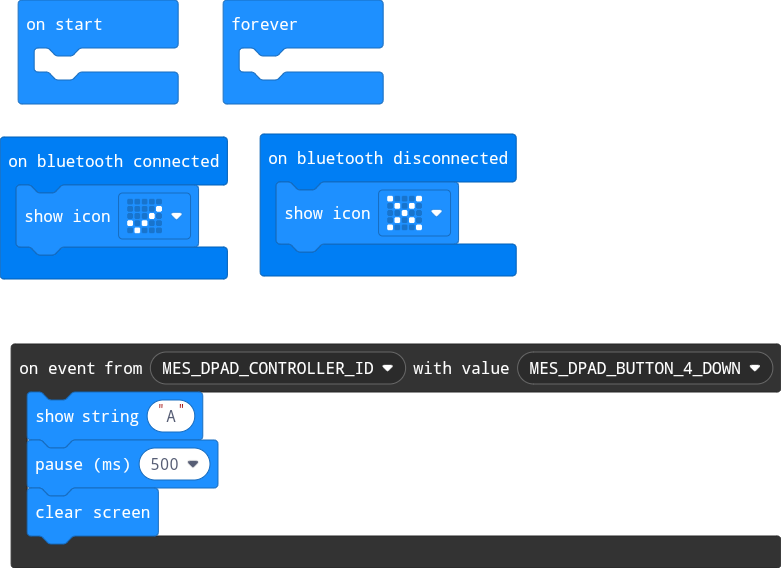 on start
forever
on bluetooth connected
show icon
on bluetooth disconnected
show icon
on event from MES_DPAD_CONTROLLER_ID with value MES_DPAD_BUTTON_4_DOWN
show string "A"
pause (ms) 500
clear screen